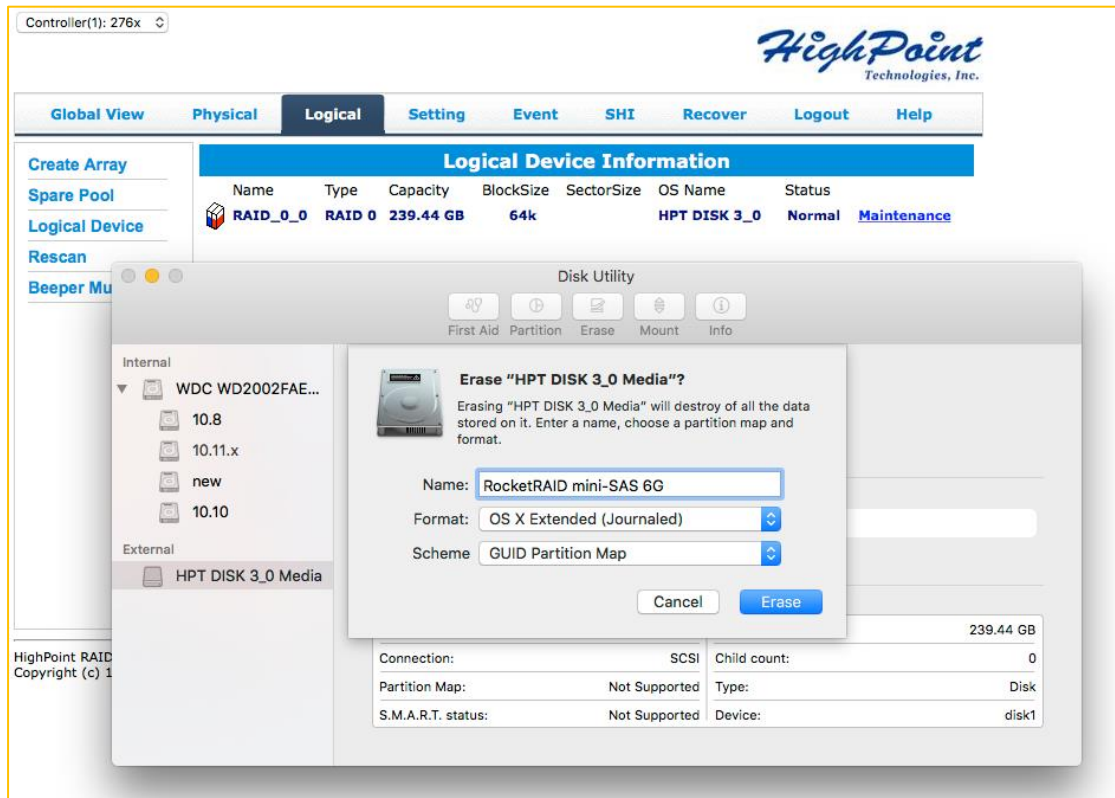 Controller(1): 276x
HighPoint
Technologies, Inc.
Global View Physical Logical Setting Event SHI Recover Logout Help
Create Array
Spare Pool
Logical Device
Rescan
Beeper Mu
Logical Device Information
Name Type Capacity BlockSize SectorSize OS Name Status
RAID_0_0 RAID 0 239.44 GB 64k HPT DISK 3_0 Normal Maintenance
Disk Utility
First Aid Partition Erase Mount Info
Internal
WDC WD2002FAE...
10.8
10.11.x
new
10.10
External
HPT DISK 3_0 Media
Erase "HPT DISK 3_0 Media"?
Erasing "HPT DISK 3_0 Media" will destroy of all the data
stored on it. Enter a name, choose a partition map and
format.
Name: RocketRAID mini-SAS 6G
Format: OS X Extended (Journaled)
Scheme GUID Partition Map
Cancel Erase
239.44 GB
Connection: SCSI Child count: 0
Partition Map: Not Supported Type: Disk
S.M.A.R.T. status: Not Supported Device: disk1
HighPoint RAID
Copyright (c) 1